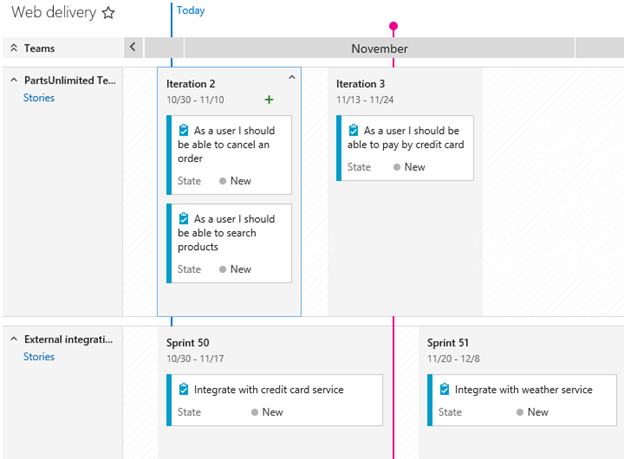 Web delivery
Today
Teams
November
PartsUnlimited Te...
Stories
Iteration 2
10/30 - 11/10
As a user I should
be able to cancel an
order
State New
As a user I should
be able to search
products
State New
Iteration 3
11/13 - 11/24
As a user I should be
able to pay by credit card
State New
External integrati...
Stories
Sprint 50
10/30 - 11/17
Integrate with credit card service
State New
Sprint 51
11/20 - 12/8
Integrate with weather service
State New